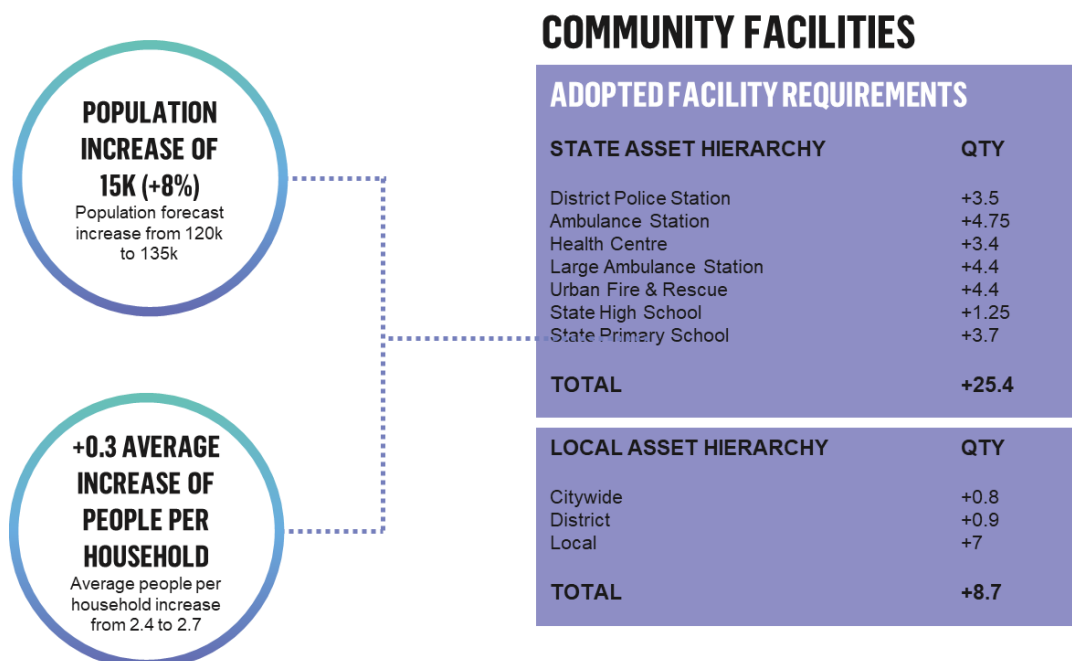 POPULATION
INCREASE OF
15K (+8%)
Population forecast
increase from 120k
to 135k
+0.3 AVERAGE
INCREASE OF
PEOPLE PER
HOUSEHOLD
Average people per
household increase
from 2.4 to 2.7
COMMUNITY FACILITIES
ADOPTED FACILITY REQUIREMENTS
STATE ASSET HIERARCHY QTY
District Police Station +3.5
Ambulance Station +4.75
Health Centre +3.4
Large Ambulance Station +4.4
Urban Fire & Rescue +4.4
State High School +1.25
State Primary School +3.7
TOTAL +25.4
LOCAL ASSET HIERARCHY QTY
Citywide +0.8
District +0.9
Local +7
TOTAL +8.7